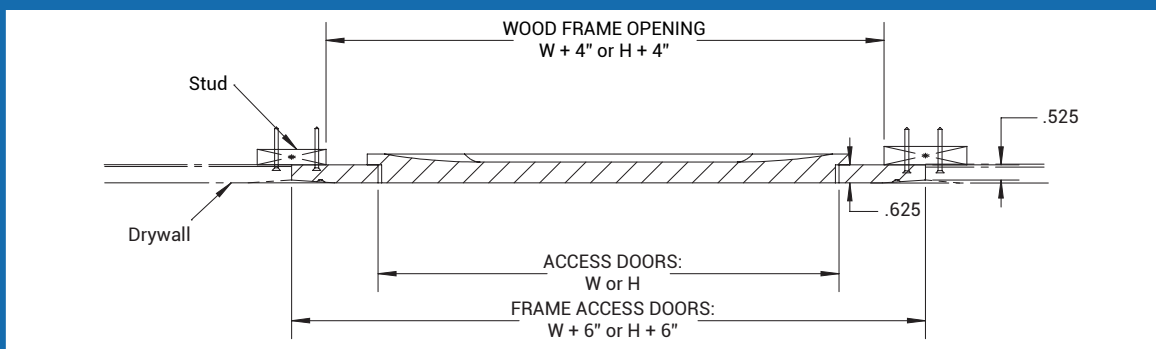 WOOD FRAME OPENING
W + 4" or H + 4"
Stud
.525
.625
Drywall
ACCESS DOORS:
W or H
FRAME ACCESS DOORS:
W + 6" or H + 6"